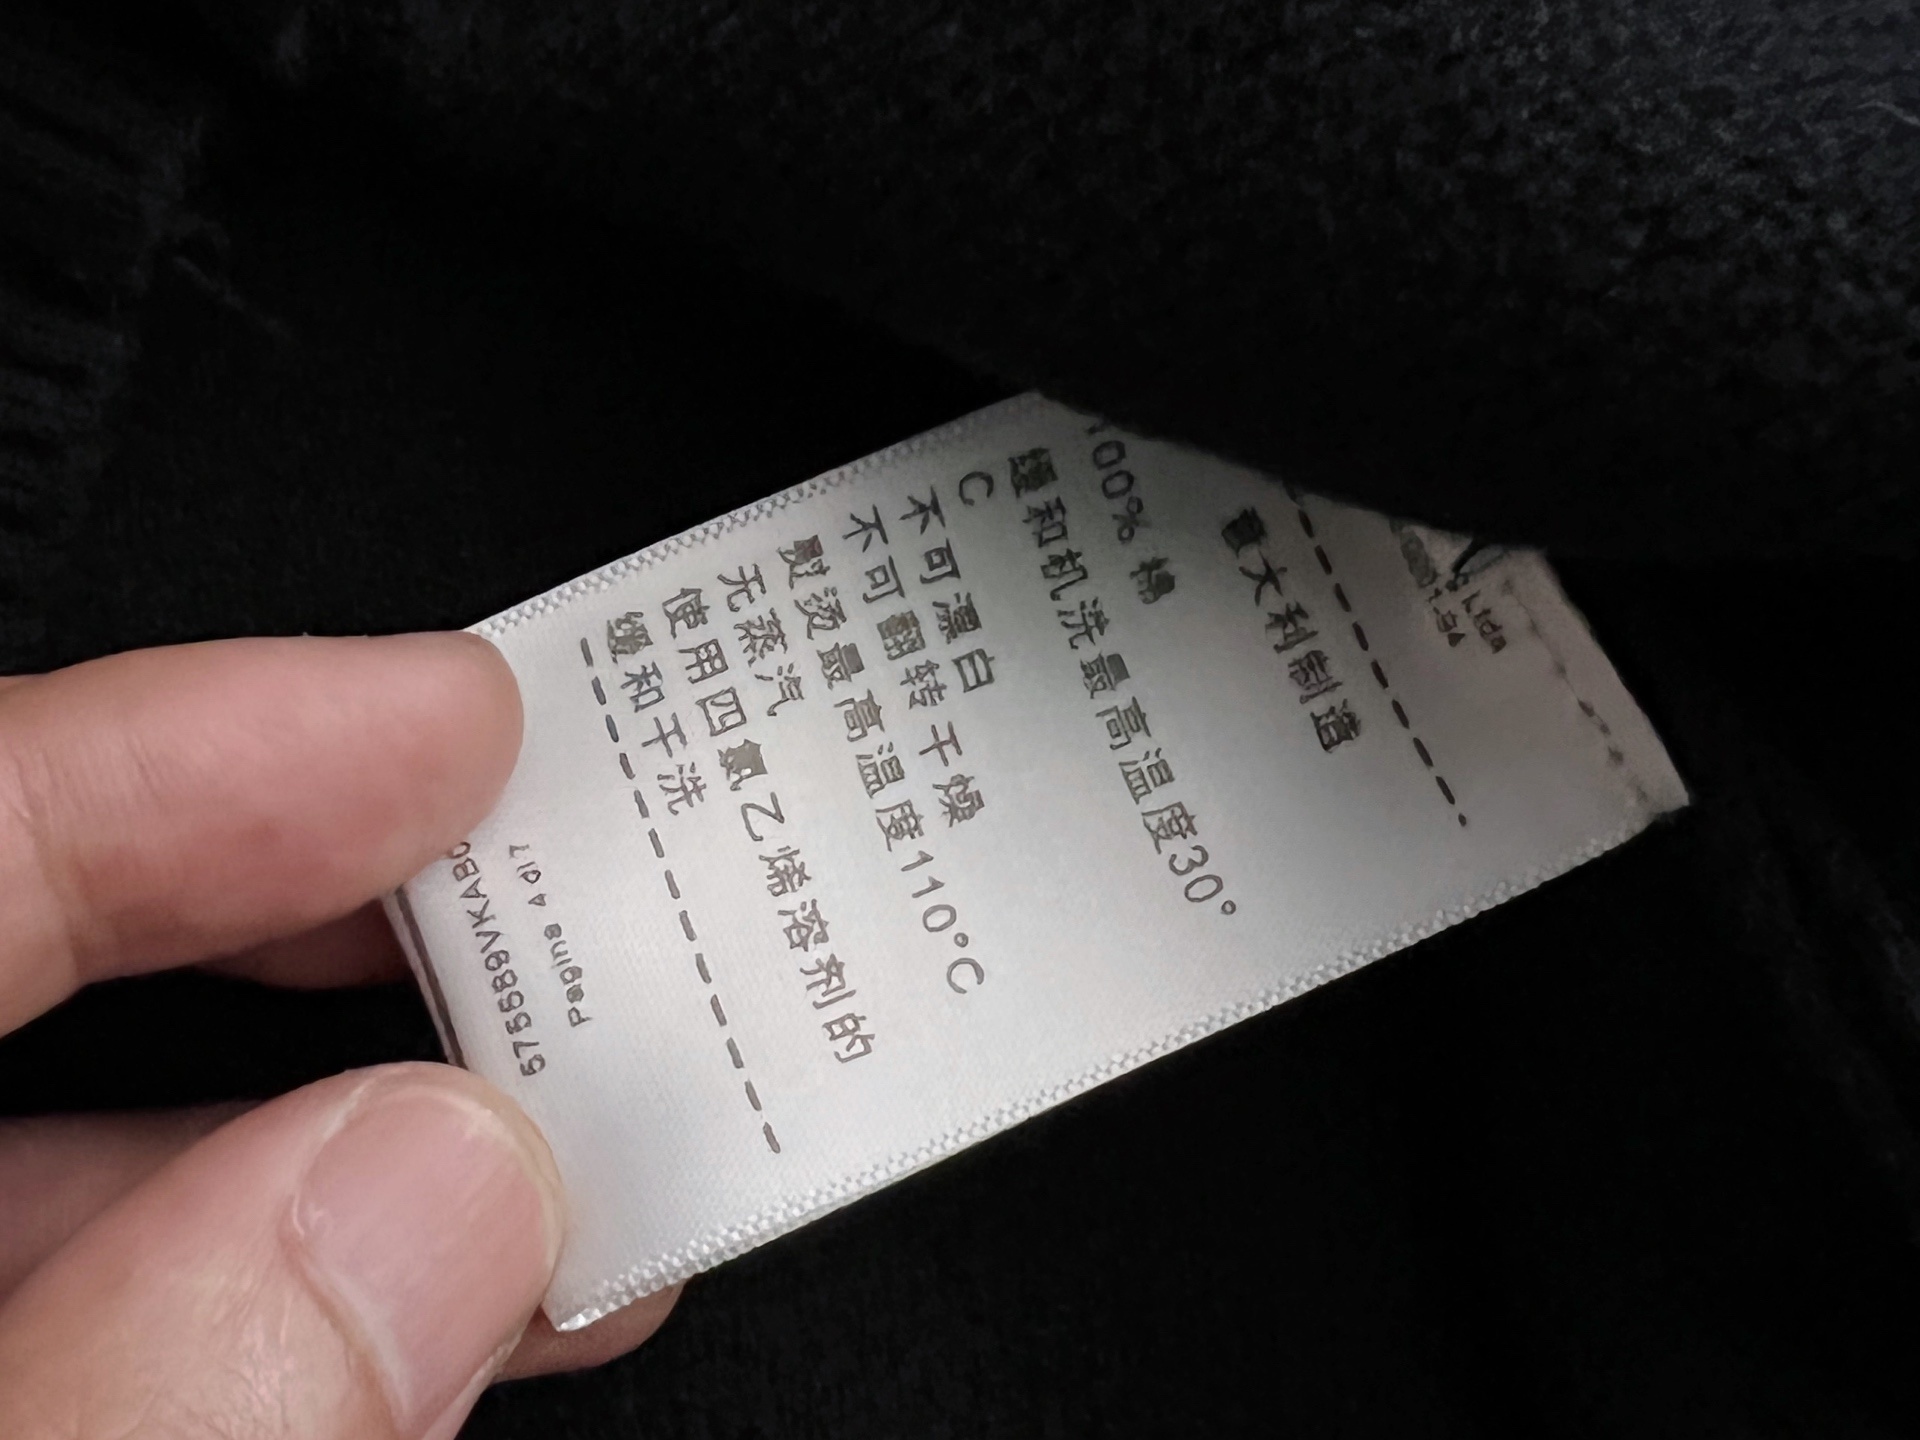 意大利制造
100% 棉
缓和机洗最高温度30°
C
不可漂白
不可翻转干燥
熨烫最高温度110°C
无蒸汽
使用四氯乙烯溶剂的
缓和干洗
Pagina 4 di7